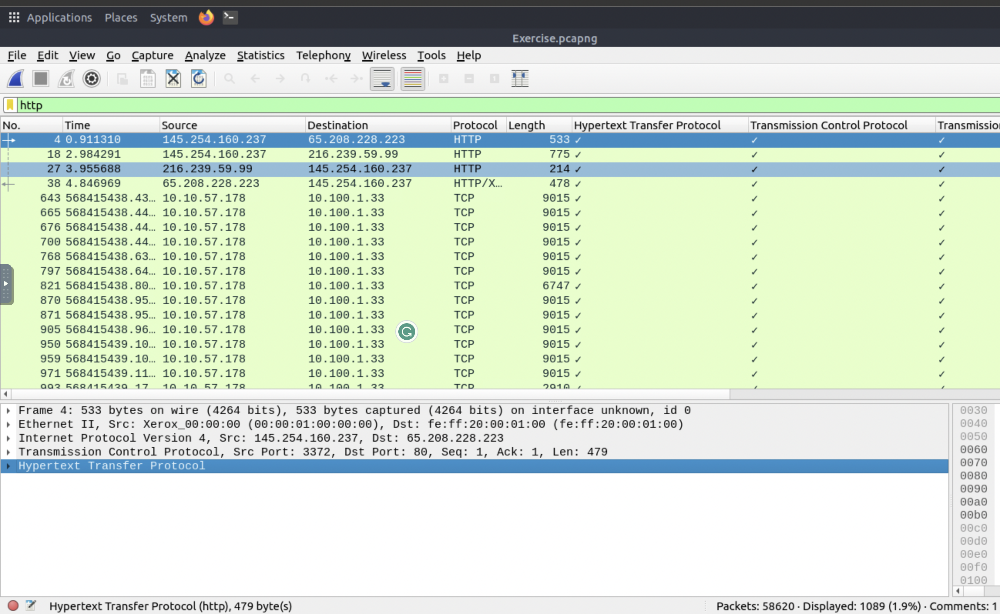 Applications Places System
Exercise.pcapng
File Edit View Go Capture Analyze Statistics Telephony Wireless Tools Help
http
No. Time Source Destination Protocol Length Hypertext Transfer Protocol Transmission Control Protocol Transmissio
4 0.911310 145.254.160.237 65.208.228.223 HTTP 533 ✓ ✓ ✓
18 2.984291 145.254.160.237 216.239.59.99 HTTP 775 ✓ ✓ ✓
27 3.955688 216.239.59.99 145.254.160.237 HTTP 214 ✓ ✓ ✓
38 4.846969 65.208.228.223 145.254.160.237 HTTP/X… 478 ✓ ✓ ✓
643 568415438.43… 10.10.57.178 10.100.1.33 TCP 9015 ✓ ✓ ✓
665 568415438.44… 10.10.57.178 10.100.1.33 TCP 9015 ✓ ✓ ✓
676 568415438.44… 10.10.57.178 10.100.1.33 TCP 9015 ✓ ✓ ✓
700 568415438.44… 10.10.57.178 10.100.1.33 TCP 9015 ✓ ✓ ✓
768 568415438.63… 10.10.57.178 10.100.1.33 TCP 9015 ✓ ✓ ✓
797 568415438.64… 10.10.57.178 10.100.1.33 TCP 9015 ✓ ✓ ✓
821 568415438.80… 10.10.57.178 10.100.1.33 TCP 6747 ✓ ✓ ✓
870 568415438.95… 10.10.57.178 10.100.1.33 TCP 9015 ✓ ✓ ✓
871 568415438.95… 10.10.57.178 10.100.1.33 TCP 9015 ✓ ✓ ✓
905 568415438.96… 10.10.57.178 10.100.1.33 TCP 9015 ✓ ✓ ✓
950 568415439.10… 10.10.57.178 10.100.1.33 TCP 9015 ✓ ✓ ✓
959 568415439.10… 10.10.57.178 10.100.1.33 TCP 9015 ✓ ✓ ✓
971 568415439.11… 10.10.57.178 10.100.1.33 TCP 9015 ✓ ✓ ✓
993 568415439.17 10.10.57.178 10.100.1.33 TCP 2910 ✓ ✓ ✓
Frame 4: 533 bytes on wire (4264 bits), 533 bytes captured (4264 bits) on interface unknown, id 0
Ethernet II, Src: Xerox_00:00:00 (00:00:01:00:00:00), Dst: fe:ff:20:00:01:00 (fe:ff:20:00:01:00)
Internet Protocol Version 4, Src: 145.254.160.237, Dst: 65.208.228.223
Transmission Control Protocol, Src Port: 3372, Dst Port: 80, Seq: 1, Ack: 1, Len: 479
Hypertext Transfer Protocol
0030
0040
0050
0060
0070
0080
0090
00a0
00b0
00c0
00d0
00e0
00f0
0100
Hypertext Transfer Protocol (http), 479 byte(s)
Packets: 58620 · Displayed: 1089 (1.9%) · Comments: 1